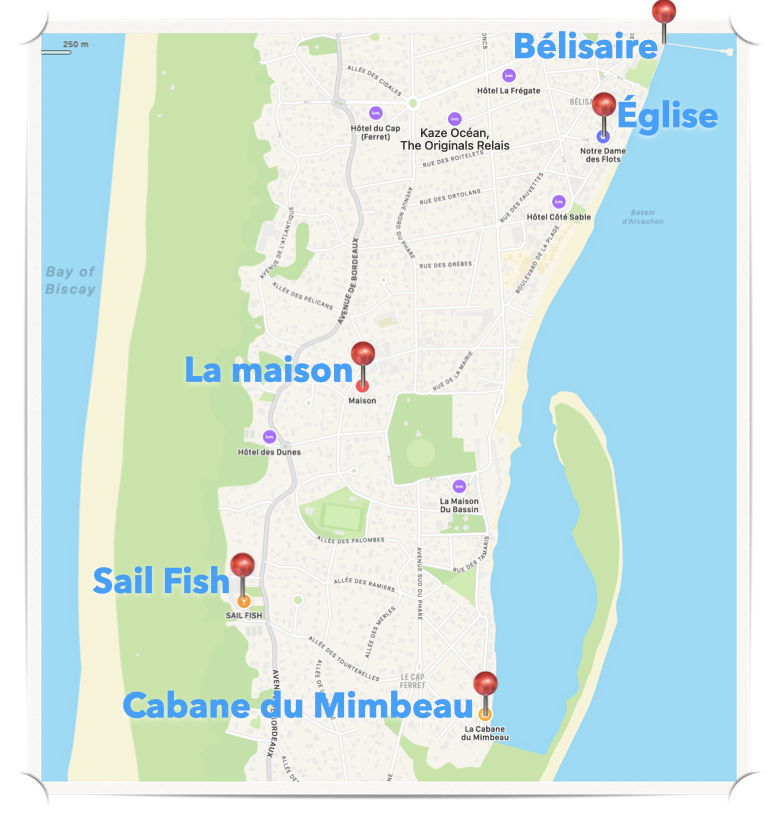 250 m
Bélisaire
ALLÉE DES CIGALES
Hôtel La Frégate
Hôtel du Cap
(Ferret)
Kaze Océan,
The Originals Relais
Église
Notre Dame
des Flots
RUE DES ROITELETS
RUE DES ORTOLANS
AVENUE NORD DU PHARE
RUE DES FAUVETTES
Hôtel Côté Sable
Bassin
d'Arcachon
AVENUE DE L'ATLANTIQUE
AVENUE DE BORDEAUX
RUE DES GRÈBES
BOULEVARD DE LA PLAGE
Bay of
Biscay
ALLÉE DES PÉLICANS
La maison
Maison
RUE DE LA MAIRIE
Hôtel des Dunes
La Maison
Du Bassin
ALLÉE DES PALOMBES
AVENUE SUD DU PHARE
RUE DES TAMARIS
Sail Fish
SAIL FISH
ALLÉE DES RAMIERS
ALLÉE DES MERLES
ALLÉE DES TOURTERELLES
LE CAP
FERRET
Cabane du Mimbeau
La Cabane
du Mimbeau